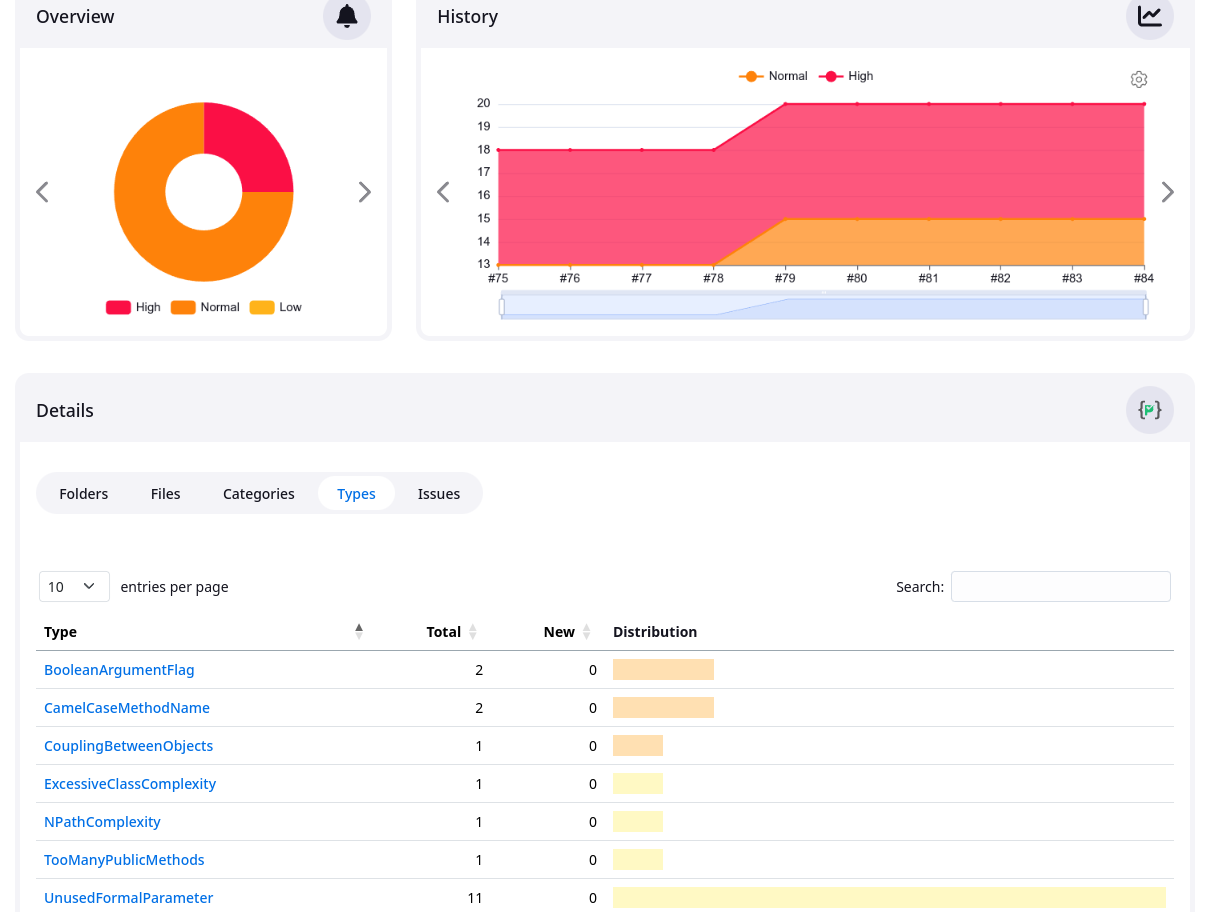 Overview
History
Normal High
20
19
18
17
16
15
14
13
#75 #76 #77 #78 #79 #80 #81 #82 #83 #84
High Normal Low
Details
P
Folders Files Categories Types Issues
10 entries per page Search:
Type Total New Distribution
BooleanArgumentFlag 2 0
CamelCaseMethodName 2 0
CouplingBetweenObjects 1 0
ExcessiveClassComplexity 1 0
NPathComplexity 1 0
TooManyPublicMethods 1 0
UnusedFormalParameter 11 0